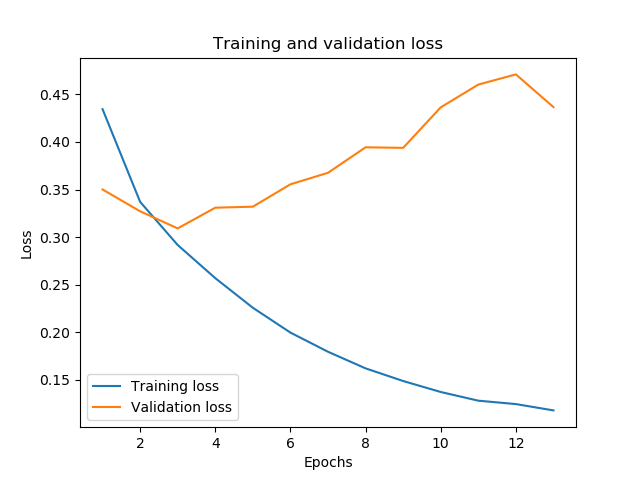 Training and validation loss
Loss
0.45
0.40
0.35
0.30
0.25
0.20
0.15
Training loss
Validation loss
2 4 6 8 10 12
Epochs